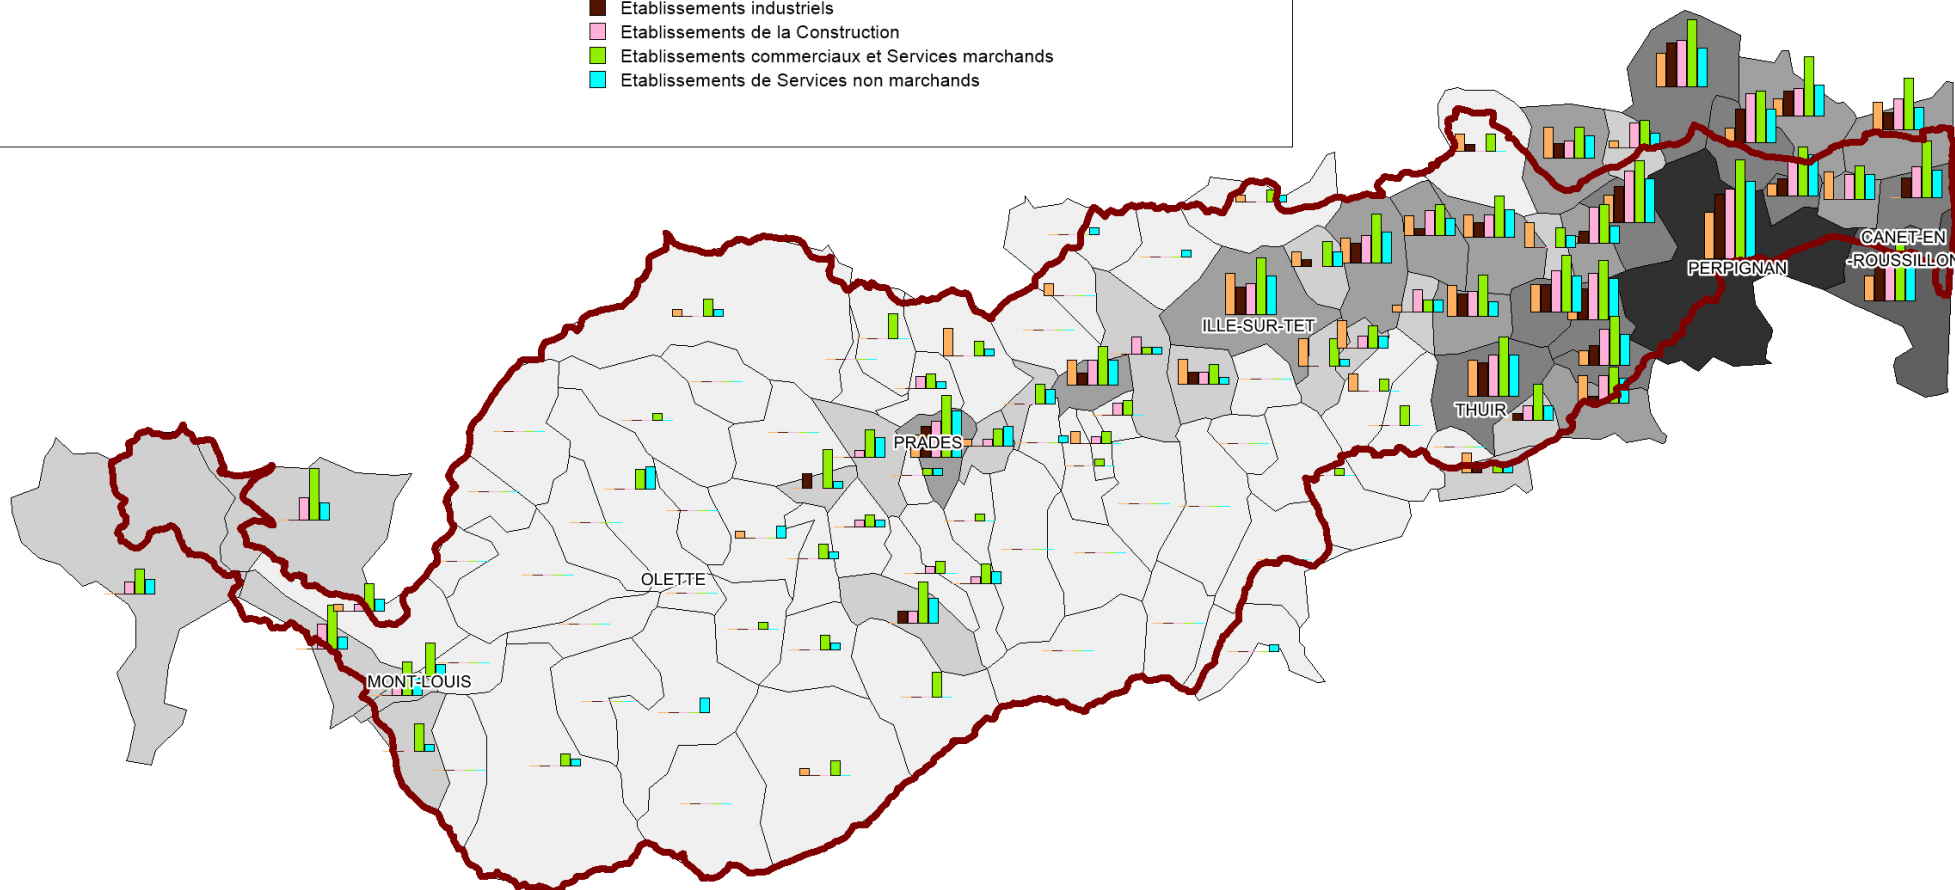 Etablissements industriels
Etablissements de la Construction
Etablissements commerciaux et Services marchands
Etablissements de Services non marchands
CANET-EN
-ROUSSILLON
PERPIGNAN
ILLE-SUR-TET
THUIR
PRADES
OLETTE
MONT-LOUIS